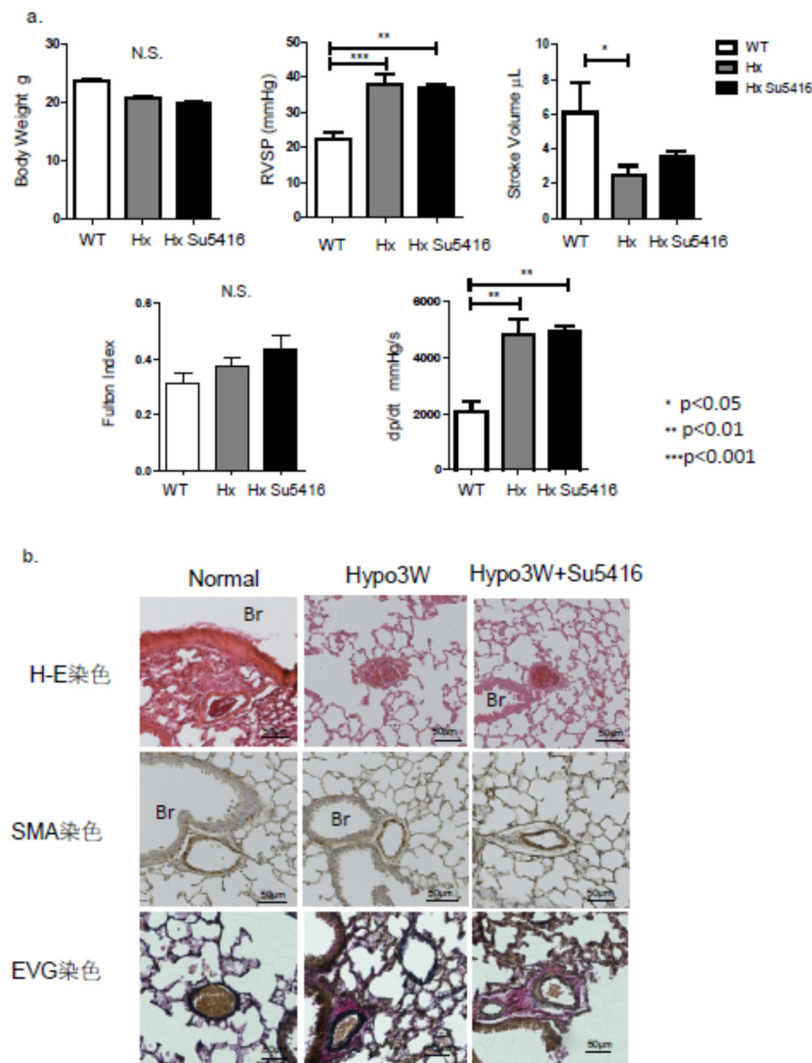 a.
N.S.
Body Weight g
30
20
10
0
WT
Hx
Hx Su5416
**
***
RVSP (mmHg)
50
40
30
20
10
0
WT
Hx
Hx Su5416
*
Stroke Volume μL
10
8
6
4
2
0
WT
Hx
Hx Su5416
WT
Hx
Hx Su5416
N.S.
Fulton Index
0.6
0.4
0.2
0.0
WT
Hx
Hx Su5416
**
**
dp/dt mmHg/s
6000
4000
2000
0
WT
Hx
Hx Su5416
* p<0.05
** p<0.01
***p<0.001
b.
Normal
Hypo3W
Hypo3W+Su5416
H-E染色
Br
50μm
Br
50μm
SMA染色
Br
50μm
Br
50μm
50μm
EVG染色
50μm
50μm
50μm